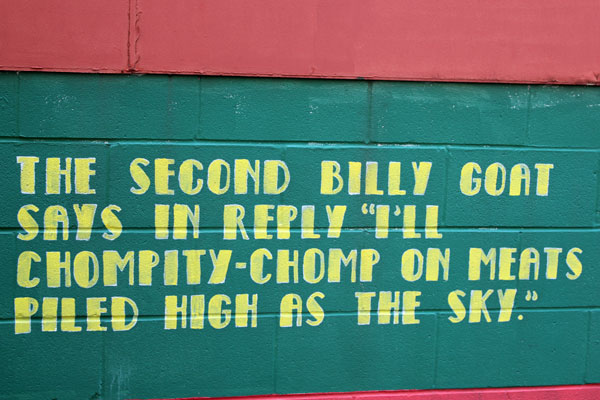 THE SECOND BILLY GOAT
SAYS IN REPLY "I'LL
CHOMPITY-CHOMP ON MEATS
PILED HIGH AS THE SKY."